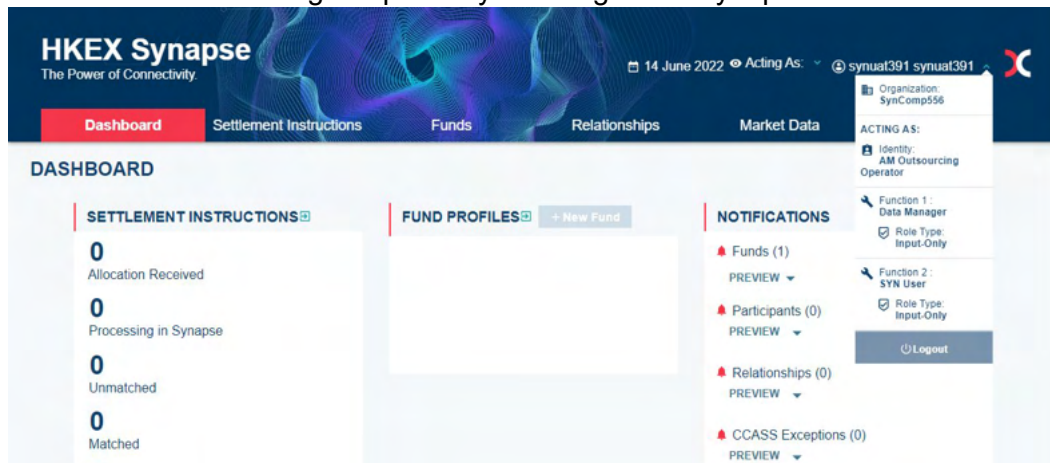 HKEX Synapse
The Power of Connectivity.
14 June 2022 Acting As: synuat391 synuat391
Dashboard Settlement Instructions Funds Relationships Market Data
Organization:
SynComp556
ACTING AS:
Identity:
AM Outsourcing
Operator
Function 1 :
Data Manager
Role Type:
Input-Only
Function 2 :
SYN User
Role Type:
Input-Only
Logout
DASHBOARD
SETTLEMENT INSTRUCTIONS
0
Allocation Received
0
Processing in Synapse
0
Unmatched
0
Matched
FUND PROFILES + New Fund
NOTIFICATIONS
Funds (1)
PREVIEW
Participants (0)
PREVIEW
Relationships (0)
PREVIEW
CCASS Exceptions (0)
PREVIEW